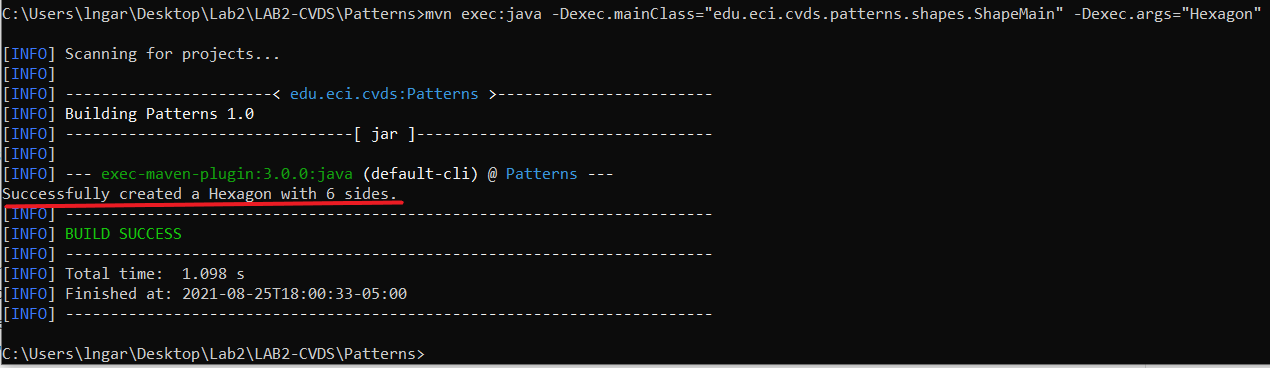 C:\Users\lngar\Desktop\Lab2\LAB2-CVDS\Patterns>mvn exec:java -Dexec.mainClass="edu.eci.cvds.patterns.shapes.ShapeMain" -Dexec.args="Hexagon"
[INFO] Scanning for projects...
[INFO]
[INFO] -----------------------< edu.eci.cvds:Patterns >------------------------
[INFO] Building Patterns 1.0
[INFO] --------------------------------[ jar ]---------------------------------
[INFO]
[INFO] --- exec-maven-plugin:3.0.0:java (default-cli) @ Patterns ---
Successfully created a Hexagon with 6 sides.
[INFO] ------------------------------------------------------------------------
[INFO] BUILD SUCCESS
[INFO] ------------------------------------------------------------------------
[INFO] Total time:  1.098 s
[INFO] Finished at: 2021-08-25T18:00:33-05:00
[INFO] ------------------------------------------------------------------------
C:\Users\lngar\Desktop\Lab2\LAB2-CVDS\Patterns>